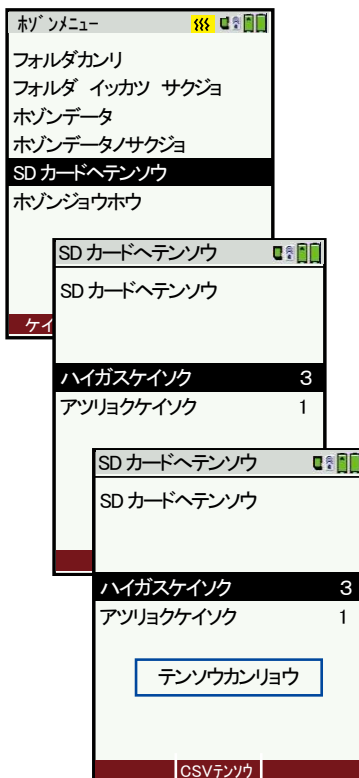 ﾎｿﾞﾝﾒﾆｭｰ
フォルダカンリ
フォルダ イッカツ サクジョ
ホゾンデータ
ホゾンデータノサクジョ
SD カードヘテンソウ
ホゾンジョウホウ
ケイ
SD カードヘテンソウ
SD カードヘテンソウ
ハイガスケイソク 3
アツリョクケイソク 1
SD カードヘテンソウ
SD カードヘテンソウ
ハイガスケイソク 3
アツリョクケイソク 1
テンソウカンリョウ
CSVテンソウ